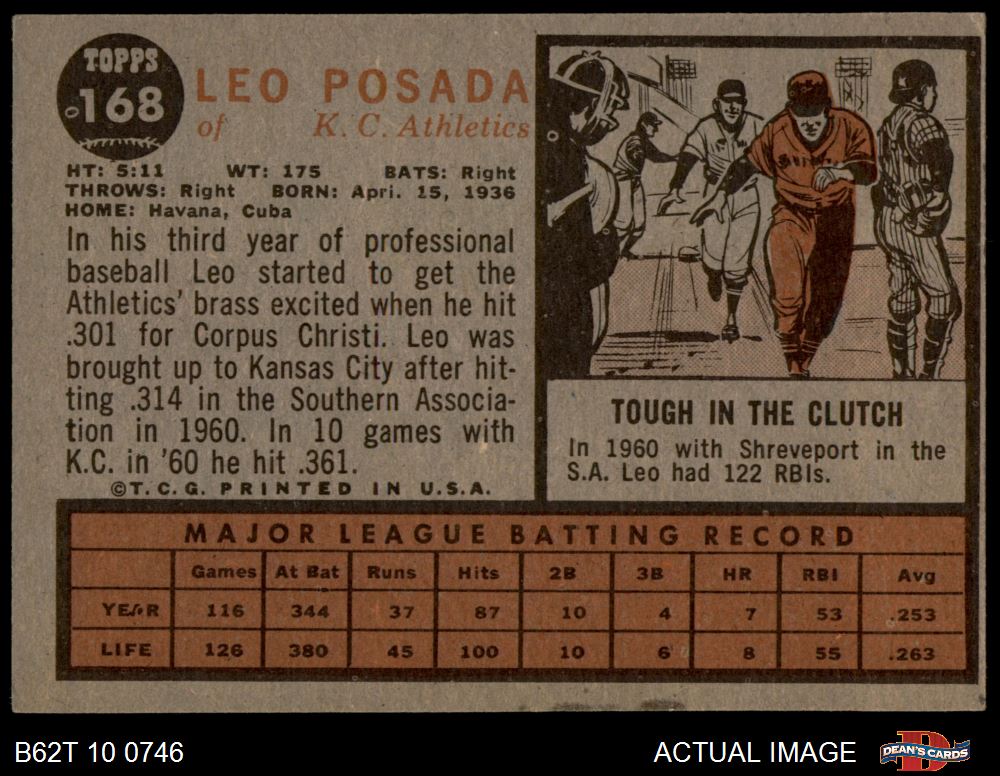 TOPPS
168
LEO POSADA
of K. C. Athletics
HT: 5:11 WT: 175 BATS: Right
THROWS: Right BORN: Apri. 15, 1936
HOME: Havana, Cuba
In his third year of professional
baseball Leo started to get the
Athletics' brass excited when he hit
.301 for Corpus Christi. Leo was
brought up to Kansas City after hit-
ting .314 in the Southern Associa-
tion in 1960. In 10 games with
K.C. in '60 he hit .361.
©T.C.G. PRINTED IN U.S.A.
TOUGH IN THE CLUTCH
In 1960 with Shreveport in the
S.A. Leo had 122 RBIs.
MAJOR LEAGUE BATTING RECORD
Games At Bat Runs Hits 2B 3B HR RBI Avg
YEAR 116 344 37 87 10 4 7 53 .253
LIFE 126 380 45 100 10 6 8 55 .263
B62T 10 0746 ACTUAL IMAGE DEAN'S CARDS